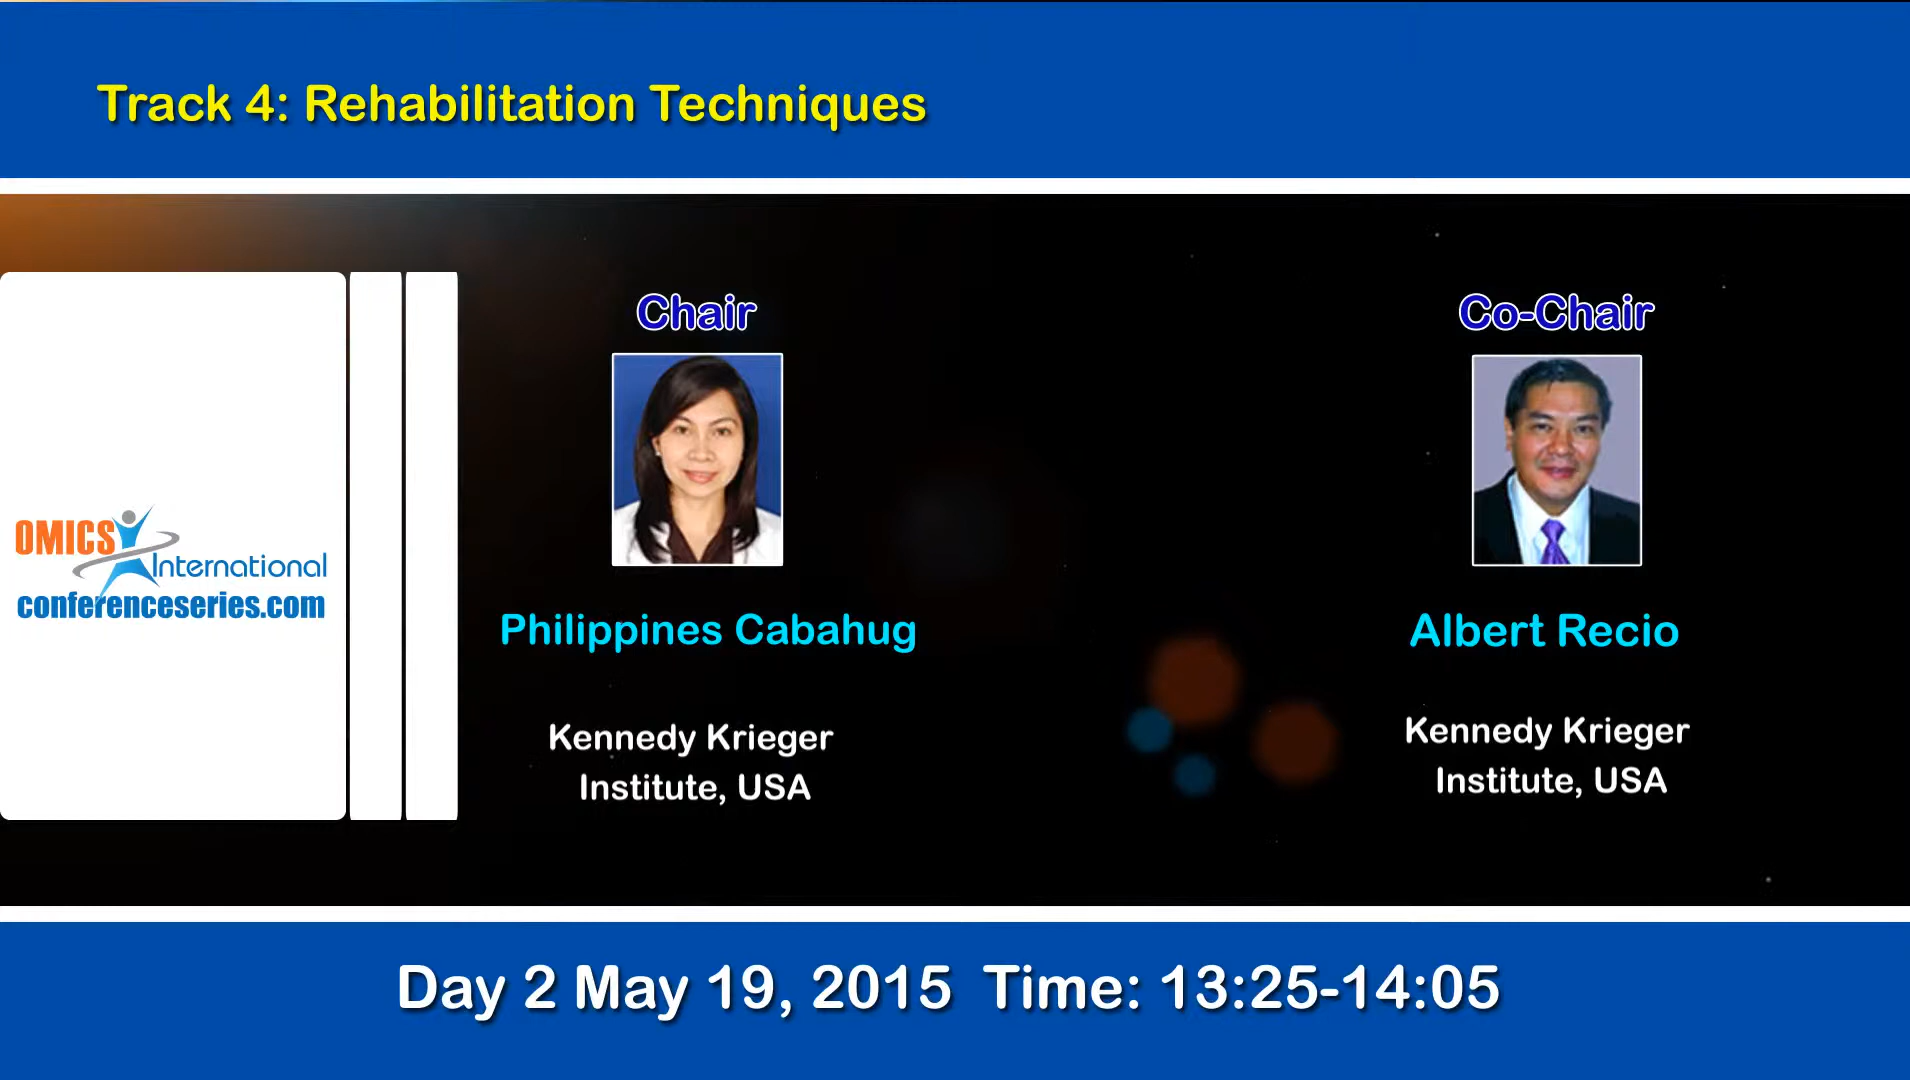 Track 4: Rehabilitation Techniques
OMICS
International
conferenceseries.com
Chair
Philippines Cabahug
Kennedy Krieger
Institute, USA
Co-Chair
Albert Recio
Kennedy Krieger
Institute, USA
Day 2 May 19, 2015 Time: 13:25-14:05